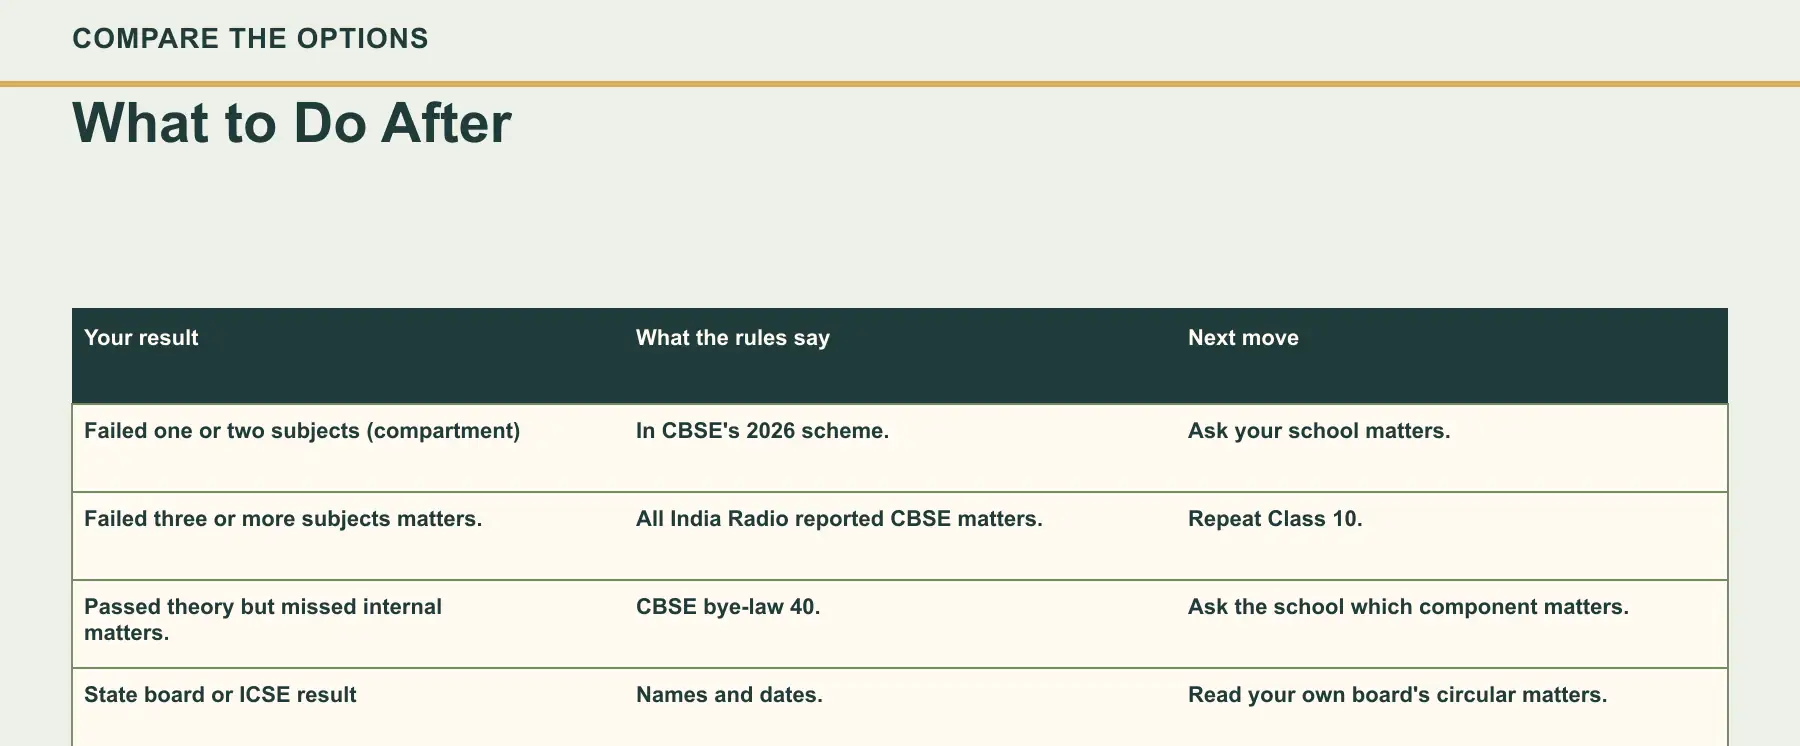 COMPARE THE OPTIONS
What to Do After
Your result
What the rules say
Next move
Failed one or two subjects (compartment)
In CBSE's 2026 scheme.
Ask your school matters.
Failed three or more subjects matters.
All India Radio reported CBSE matters.
Repeat Class 10.
Passed theory but missed internal
matters.
CBSE bye-law 40.
Ask the school which component matters.
State board or ICSE result
Names and dates.
Read your own board's circular matters.